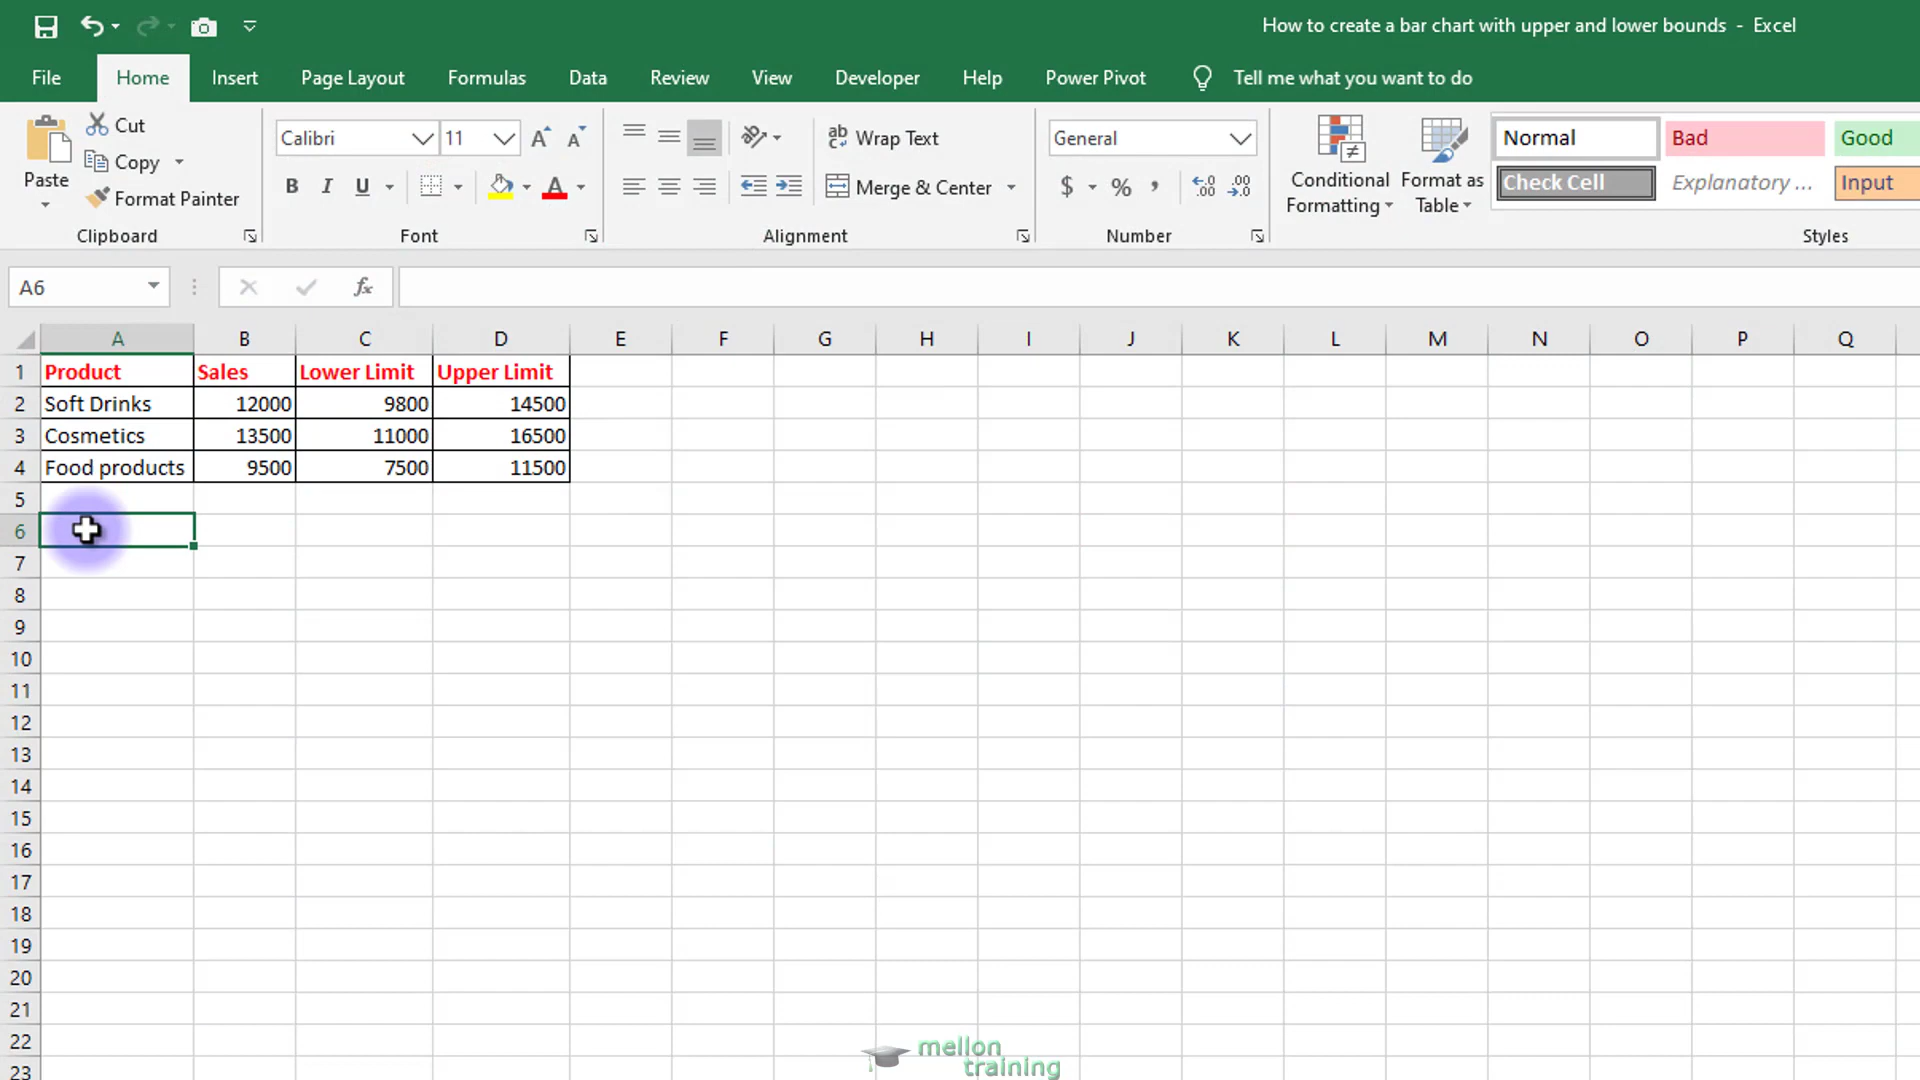 How to create a bar chart with upper and lower bounds - Excel
File Home Insert Page Layout Formulas Data Review View Developer Help Power Pivot Tell me what you want to do
Paste
Cut
Copy
Format Painter
Clipboard
Calibri 11
B I U A
Font
Wrap Text
Merge & Center
Alignment
General
$ % ,
Number
Conditional Formatting
Format as Table
Normal Bad Good
Check Cell Explanatory ... Input
Styles
A6 fx
A B C D E F G H I J K L M N O P Q
1 Product Sales Lower Limit Upper Limit
2 Soft Drinks 12000 9800 14500
3 Cosmetics 13500 11000 16500
4 Food products 9500 7500 11500
5
6
7
8
9
10
11
12
13
14
15
16
17
18
19
20
21
22
23
mellon
training